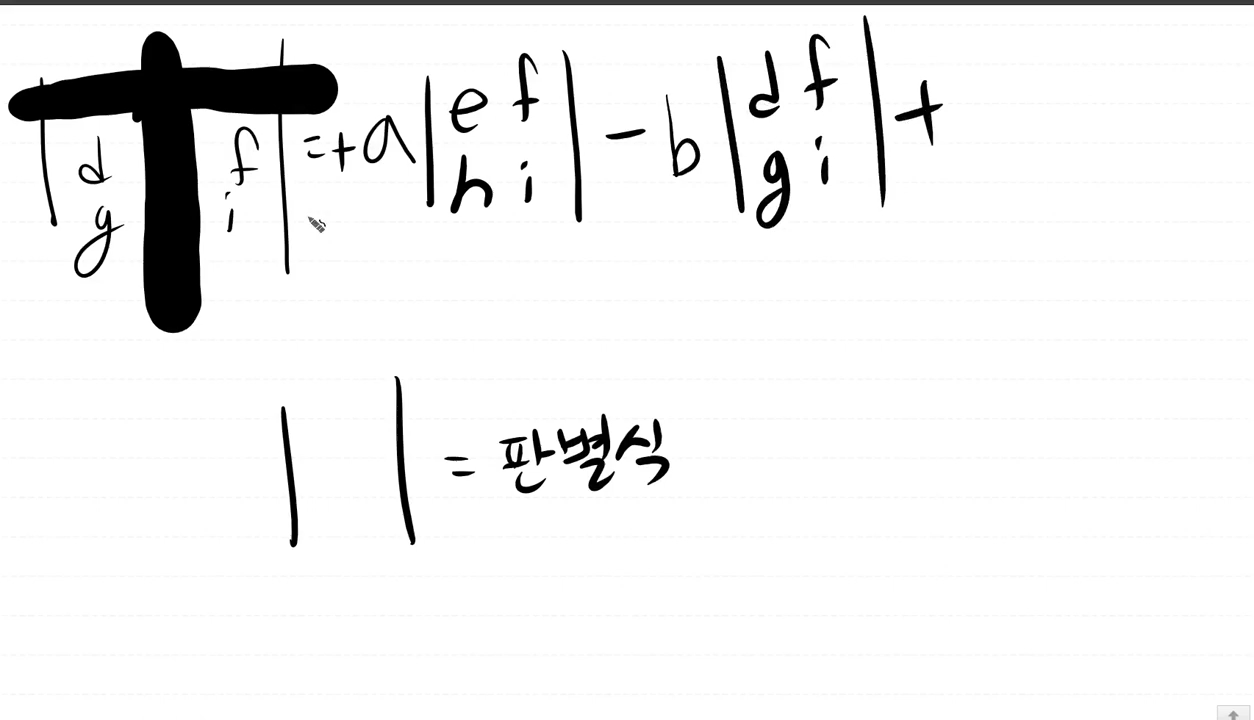 | d f | = + a | e f | - b | d f | +
| g i | | h i | | g i |
| | = 판별식